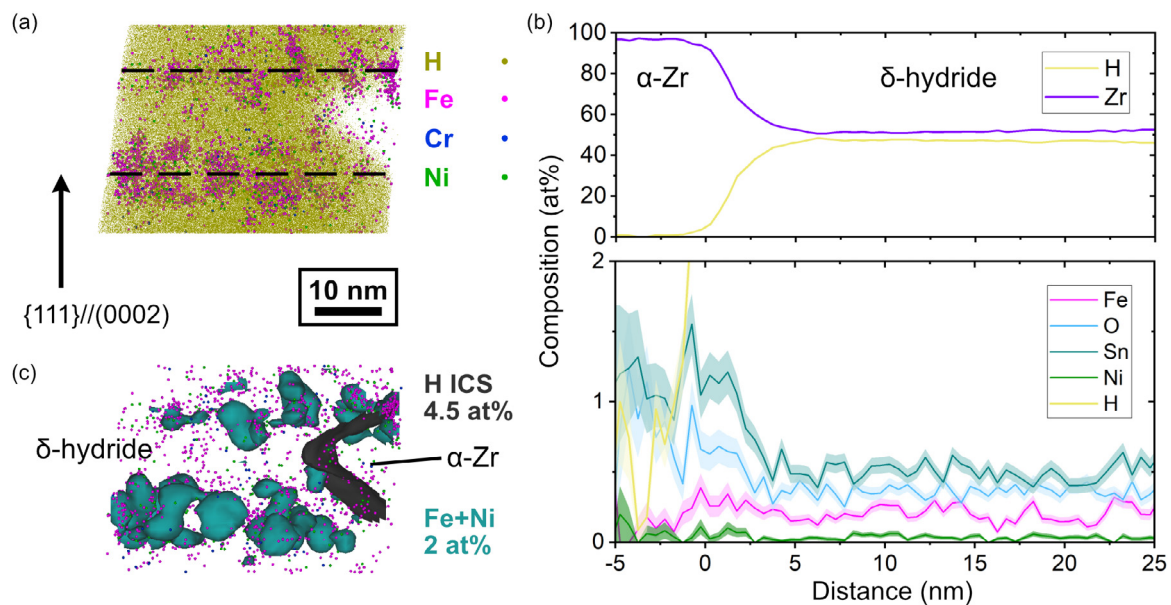 (a)
H
Fe
Cr
Ni
{111}//(0002)
10 nm
(c)
δ-hydride
H ICS
4.5 at%
α-Zr
Fe+Ni
2 at%
(b)
100
80
60
40
20
0
α-Zr
δ-hydride
H
Zr
Composition (at%)
2
1
0
Fe
O
Sn
Ni
H
-5 0 5 10 15 20 25
Distance (nm)